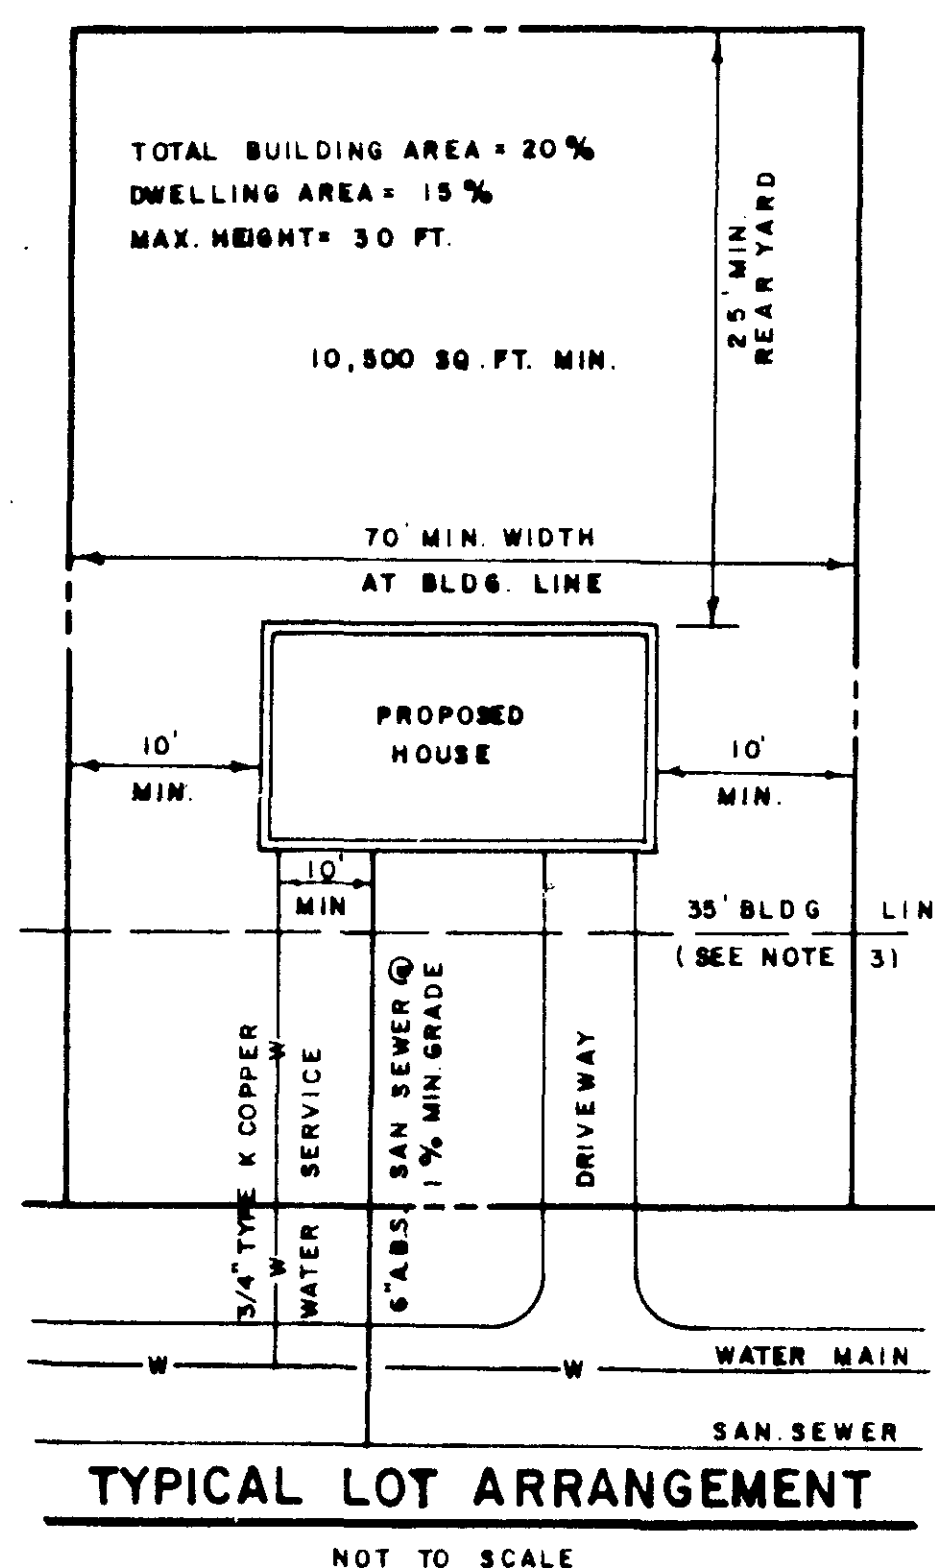 TOTAL BUILDING AREA = 20%
DWELLING AREA = 15%
MAX. HEIGHT = 30 FT.
25' MIN.
REAR YARD
10,500 SQ. FT. MIN.
70' MIN. WIDTH
AT BLDG. LINE
PROPOSED
HOUSE
10'
MIN.
10'
MIN.
10'
MIN
35' BLDG LIN
(SEE NOTE 3)
3/4" TYPE K COPPER
WATER SERVICE
W
W
6" A.B.S. SAN SEWER @
1% MIN. GRADE
DRIVEWAY
W
W
WATER MAIN
SAN. SEWER
TYPICAL LOT ARRANGEMENT
NOT TO SCALE